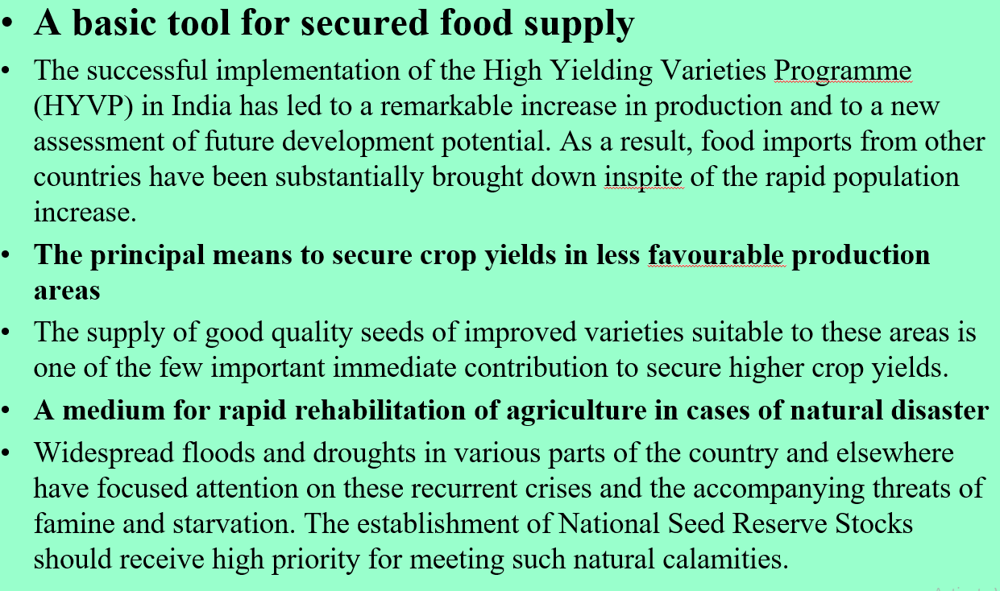 • A basic tool for secured food supply
• The successful implementation of the High Yielding Varieties Programme
(HYVP) in India has led to a remarkable increase in production and to a new
assessment of future development potential. As a result, food imports from other
countries have been substantially brought down inspite of the rapid population
increase.
• The principal means to secure crop yields in less favourable production
areas
• The supply of good quality seeds of improved varieties suitable to these areas is
one of the few important immediate contribution to secure higher crop yields.
• A medium for rapid rehabilitation of agriculture in cases of natural disaster
• Widespread floods and droughts in various parts of the country and elsewhere
have focused attention on these recurrent crises and the accompanying threats of
famine and starvation. The establishment of National Seed Reserve Stocks
should receive high priority for meeting such natural calamities.